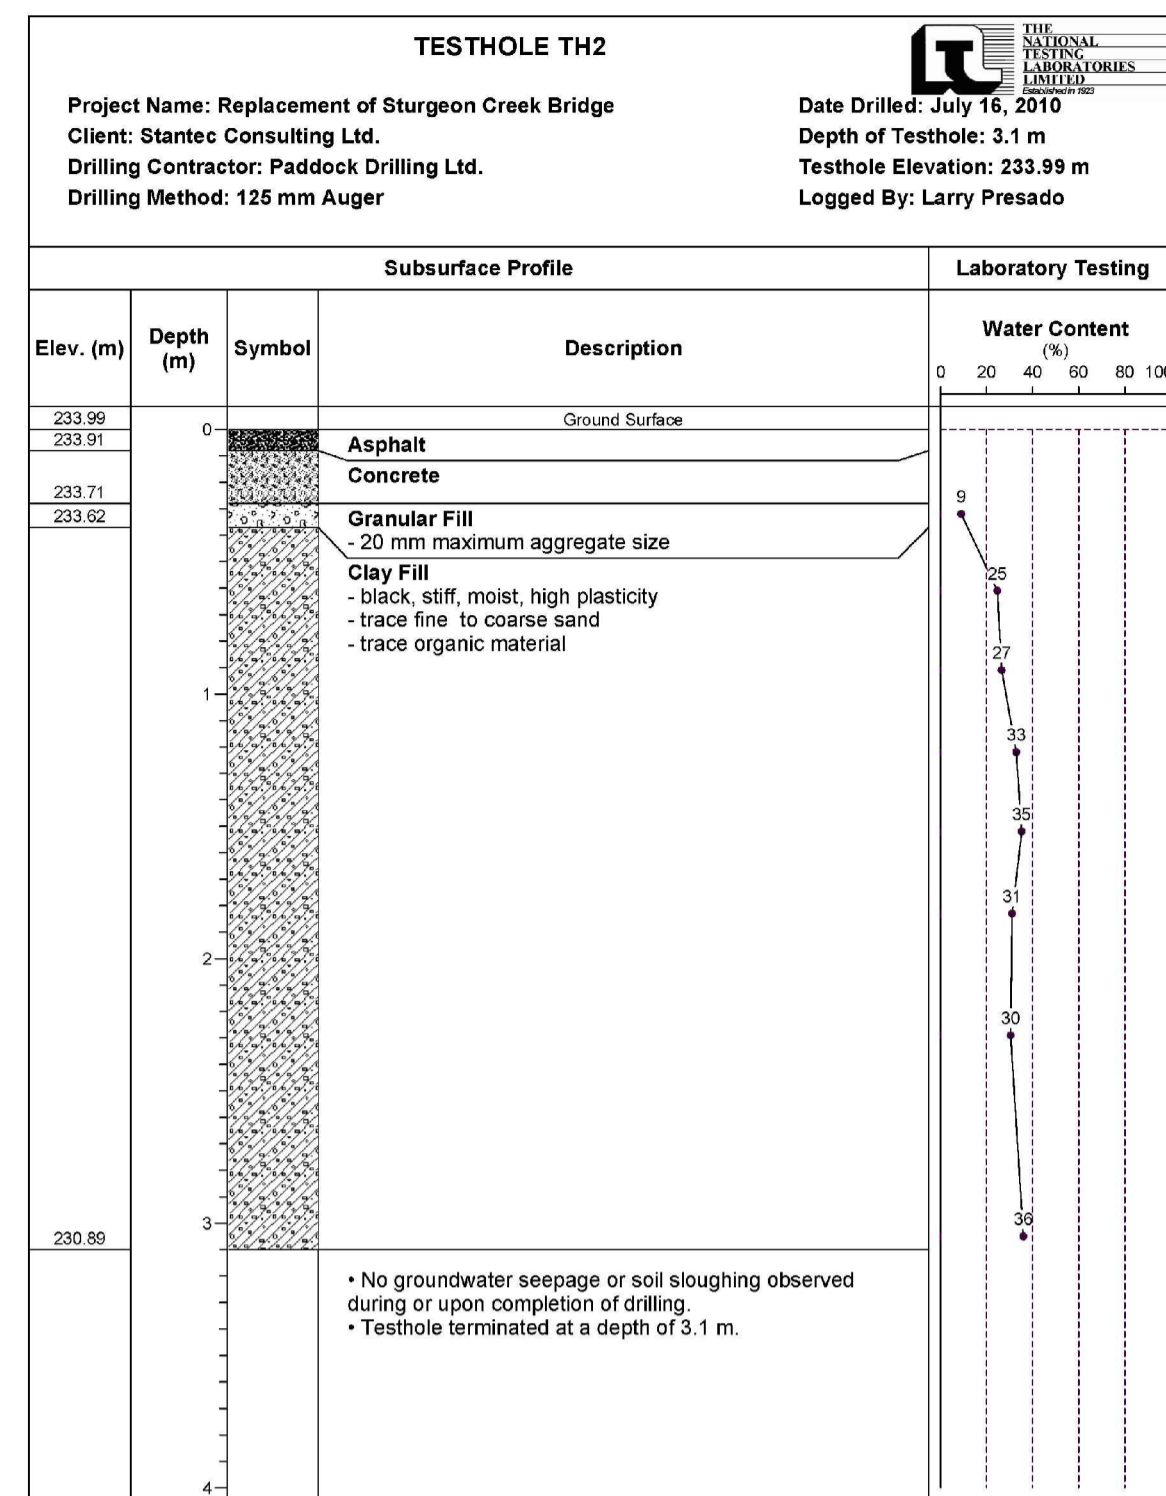 TESTHOLE TH2
THE
NATIONAL
TESTING
LABORATORIES
LIMITED
Established in 1923
Project Name: Replacement of Sturgeon Creek Bridge
Client: Stantec Consulting Ltd.
Drilling Contractor: Paddock Drilling Ltd.
Drilling Method: 125 mm Auger
Date Drilled: July 16, 2010
Depth of Testhole: 3.1 m
Testhole Elevation: 233.99 m
Logged By: Larry Presado
Subsurface Profile
Laboratory Testing
Elev. (m)
Depth
(m)
Symbol
Description
Water Content
(%)
0 20 40 60 80 100
233.99
Ground Surface
233.91
0
Asphalt
Concrete
233.71
9
233.62
Granular Fill
- 20 mm maximum aggregate size
Clay Fill
25
- black, stiff, moist, high plasticity
- trace fine to coarse sand
- trace organic material
27
1
33
35
31
2
30
3
36
230.89
• No groundwater seepage or soil sloughing observed
during or upon completion of drilling.
• Testhole terminated at a depth of 3.1 m.
4